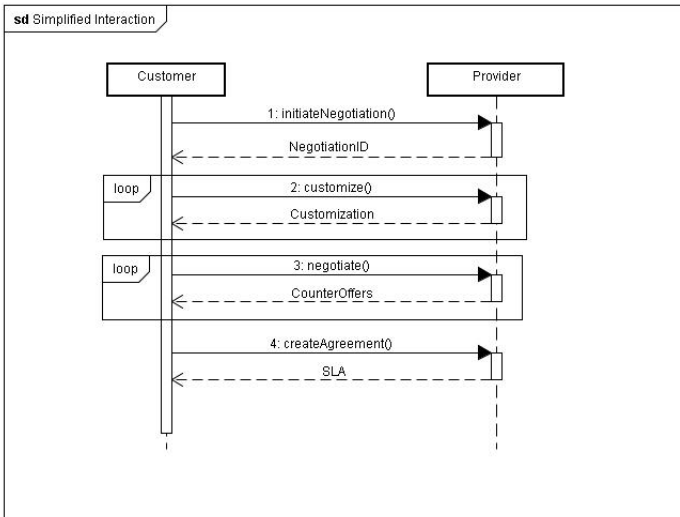 sd Simplified Interaction
Customer
Provider
1: initiateNegotiation()
NegotiationID
loop
2: customize()
Customization
loop
3: negotiate()
CounterOffers
4: createAgreement()
SLA